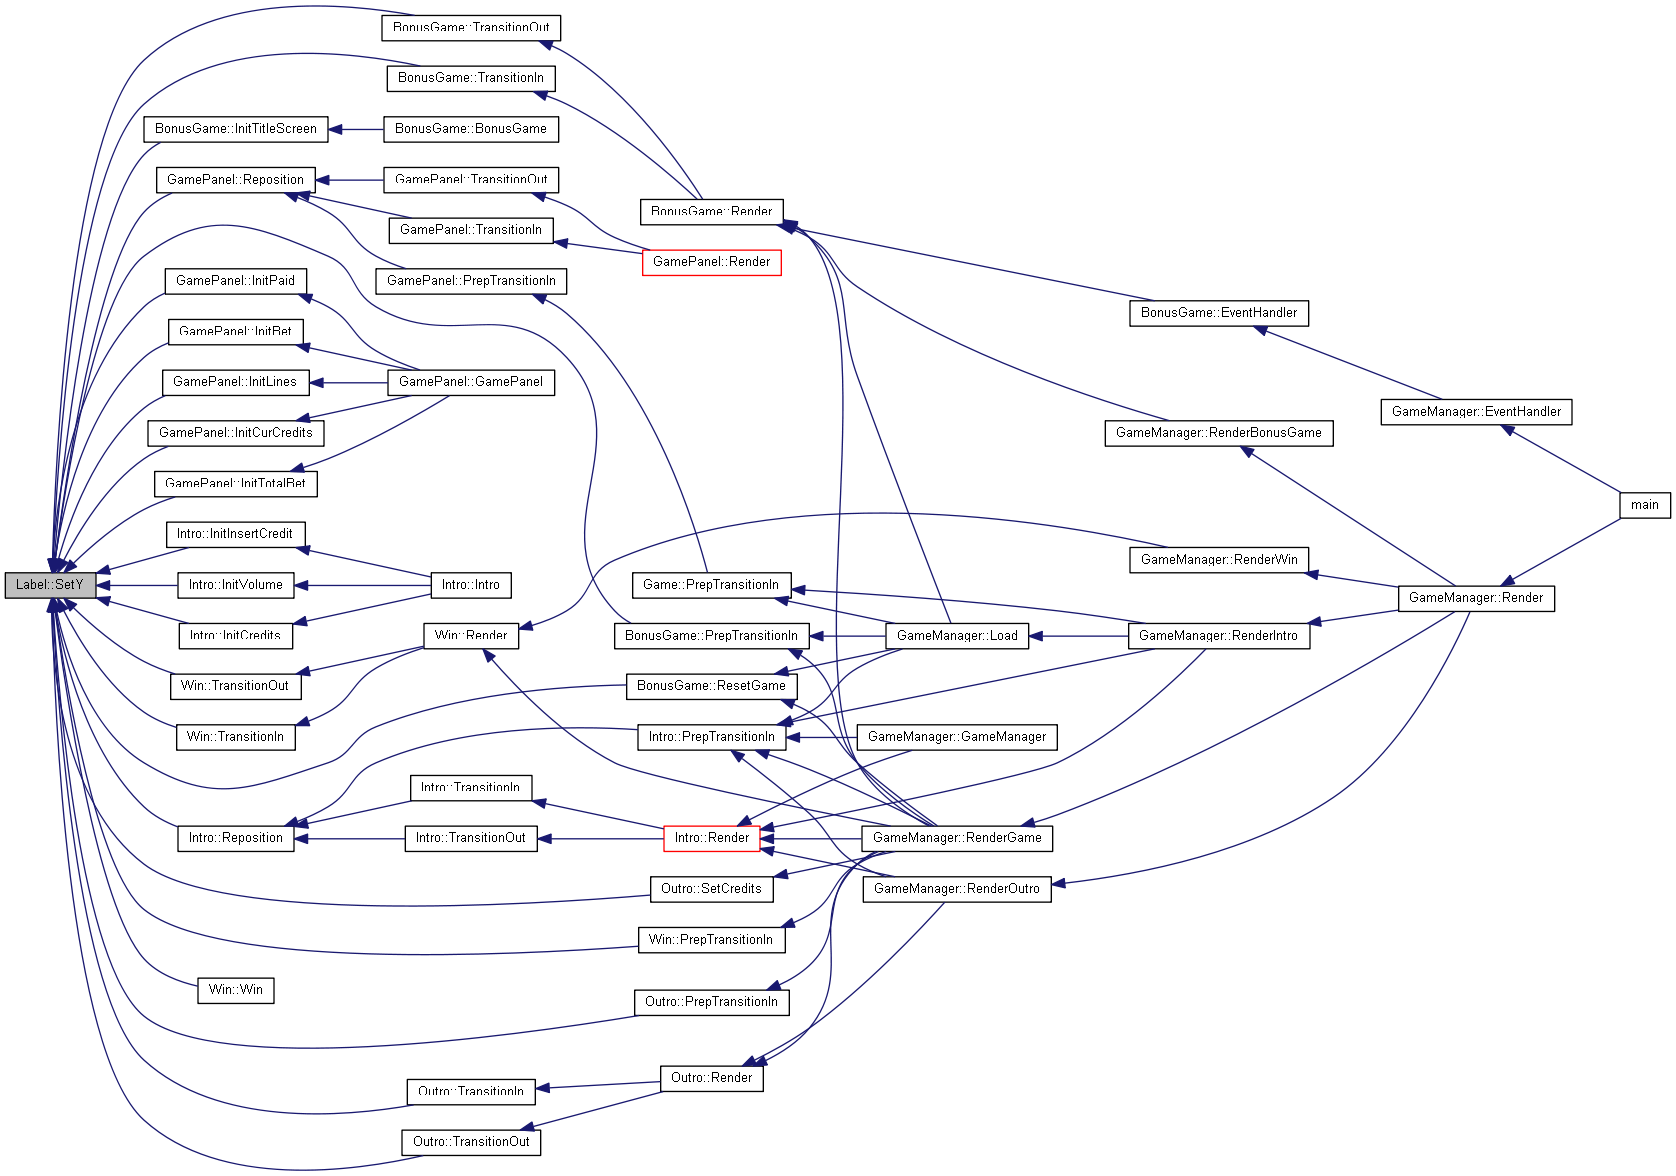 BonusGame::TransitionOut
BonusGame::TransitionIn
BonusGame::InitTitleScreen
BonusGame::BonusGame
GamePanel::Reposition
GamePanel::TransitionOut
BonusGame::Render
GamePanel::TransitionIn
GamePanel::Render
GamePanel::InitPaid
GamePanel::PrepTransitionIn
BonusGame::EventHandler
GamePanel::InitBet
GamePanel::InitLines
GamePanel::GamePanel
GameManager::EventHandler
GamePanel::InitCurCredits
GameManager::RenderBonusGame
GamePanel::InitTotalBet
main
Intro::InitInsertCredit
GameManager::RenderWin
Label::SetY
Intro::InitVolume
Intro::Intro
Game::PrepTransitionIn
GameManager::Render
Intro::InitCredits
Win::Render
BonusGame::PrepTransitionIn
GameManager::Load
GameManager::RenderIntro
Win::TransitionOut
BonusGame::ResetGame
Win::TransitionIn
Intro::PrepTransitionIn
GameManager::GameManager
Intro::TransitionIn
Intro::Reposition
Intro::TransitionOut
Intro::Render
GameManager::RenderGame
Outro::SetCredits
GameManager::RenderOutro
Win::PrepTransitionIn
Win::Win
Outro::PrepTransitionIn
Outro::Render
Outro::TransitionIn
Outro::TransitionOut